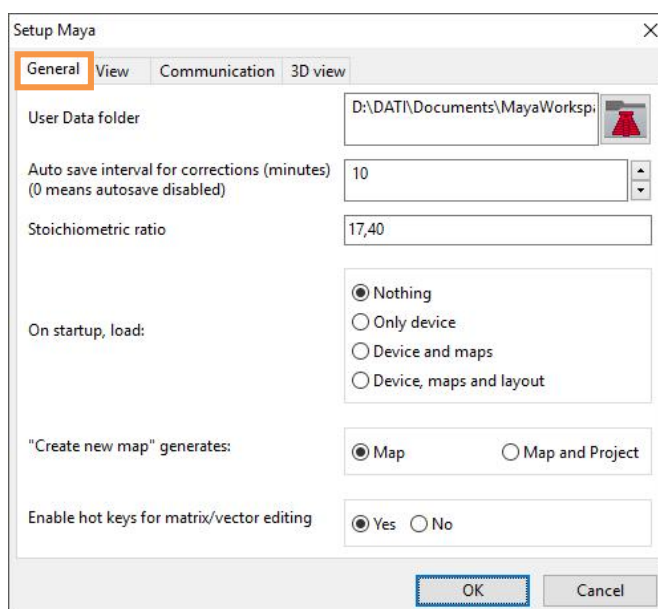 Setup Maya
General View Communication 3D view
User Data folder
D:\DATI\Documents\MayaWorkspa
Auto save interval for corrections (minutes)
(0 means autosave disabled)
10
Stoichiometric ratio
17,40
On startup, load:
Nothing
Only device
Device and maps
Device, maps and layout
"Create new map" generates:
Map
Map and Project
Enable hot keys for matrix/vector editing
Yes
No
OK
Cancel